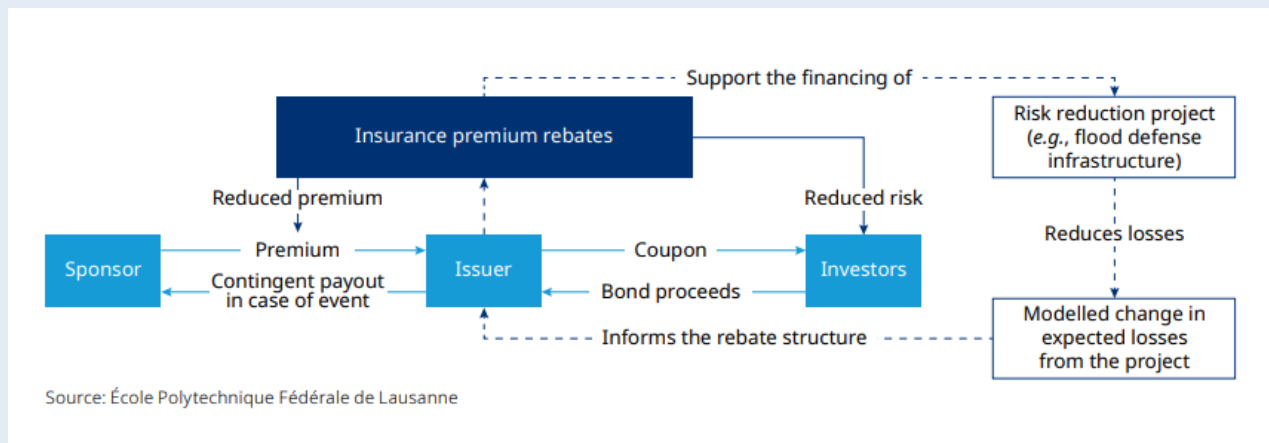 Support the financing of
Insurance premium rebates
Risk reduction project
(e.g., flood defense
infrastructure)
Reduced premium
Reduced risk
Reduces losses
Sponsor
Premium
Contingent payout
in case of event
Issuer
Coupon
Bond proceeds
Investors
Informs the rebate structure
Modelled change in
expected losses
from the project
Source: École Polytechnique Fédérale de Lausanne